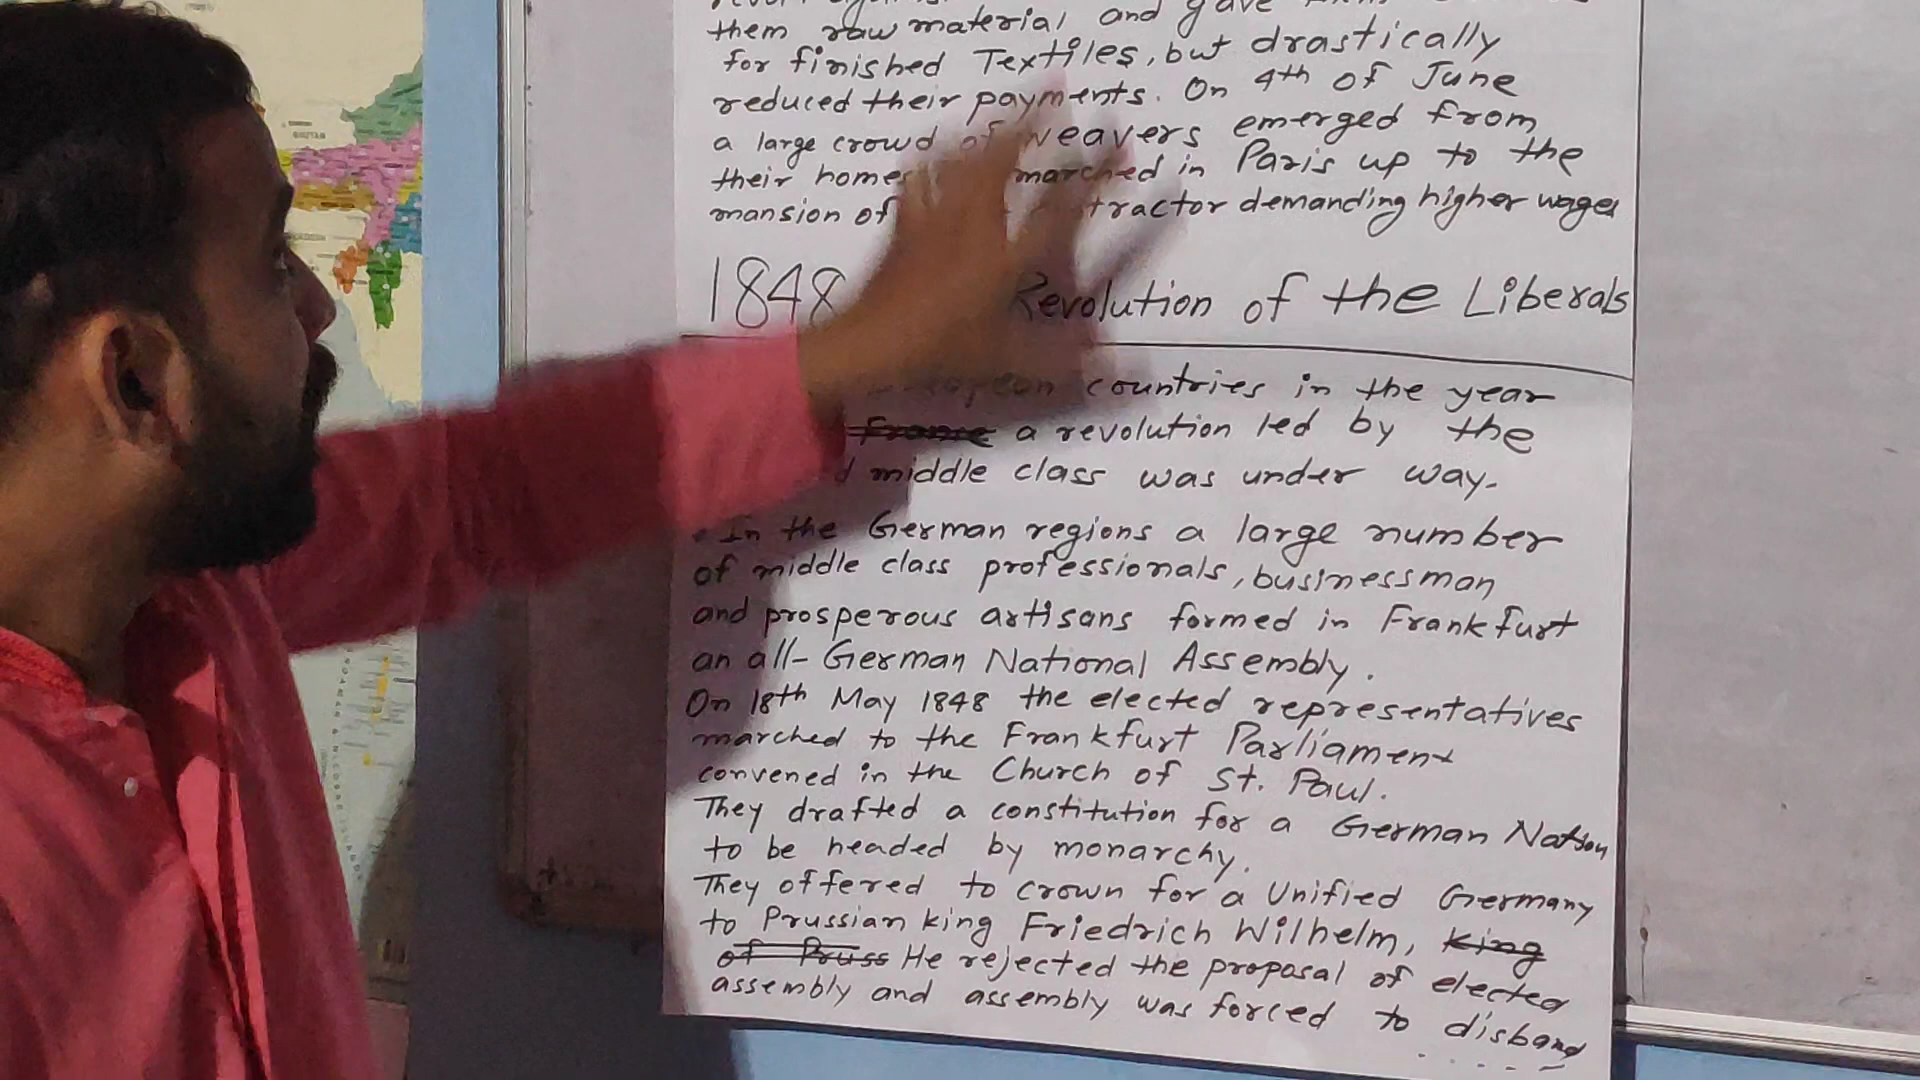 them raw material, and gave
for finished Textiles, but drastically
reduced their payments. On 4th of June
a large crowd of weavers emerged from
their homes marched in Paris up to the
mansion of demanding higher wages
1848 Revolution of the Liberals
countries in the year
France a revolution led by the
middle class was under way.
• In the German regions a large number
of middle class professionals, businessman
and prosperous artisans formed in Frankfurt
an all-German National Assembly.
On 18th May 1848 the elected representatives
marched to the Frankfurt Parliament
convened in the Church of St. Paul.
They drafted a constitution for a German Nation
to be headed by monarchy.
They offered to crown for a Unified Germany
to Prussian king Friedrich Wilhelm, King
of Pruss He rejected the proposal of elected
assembly and assembly was forced to disband